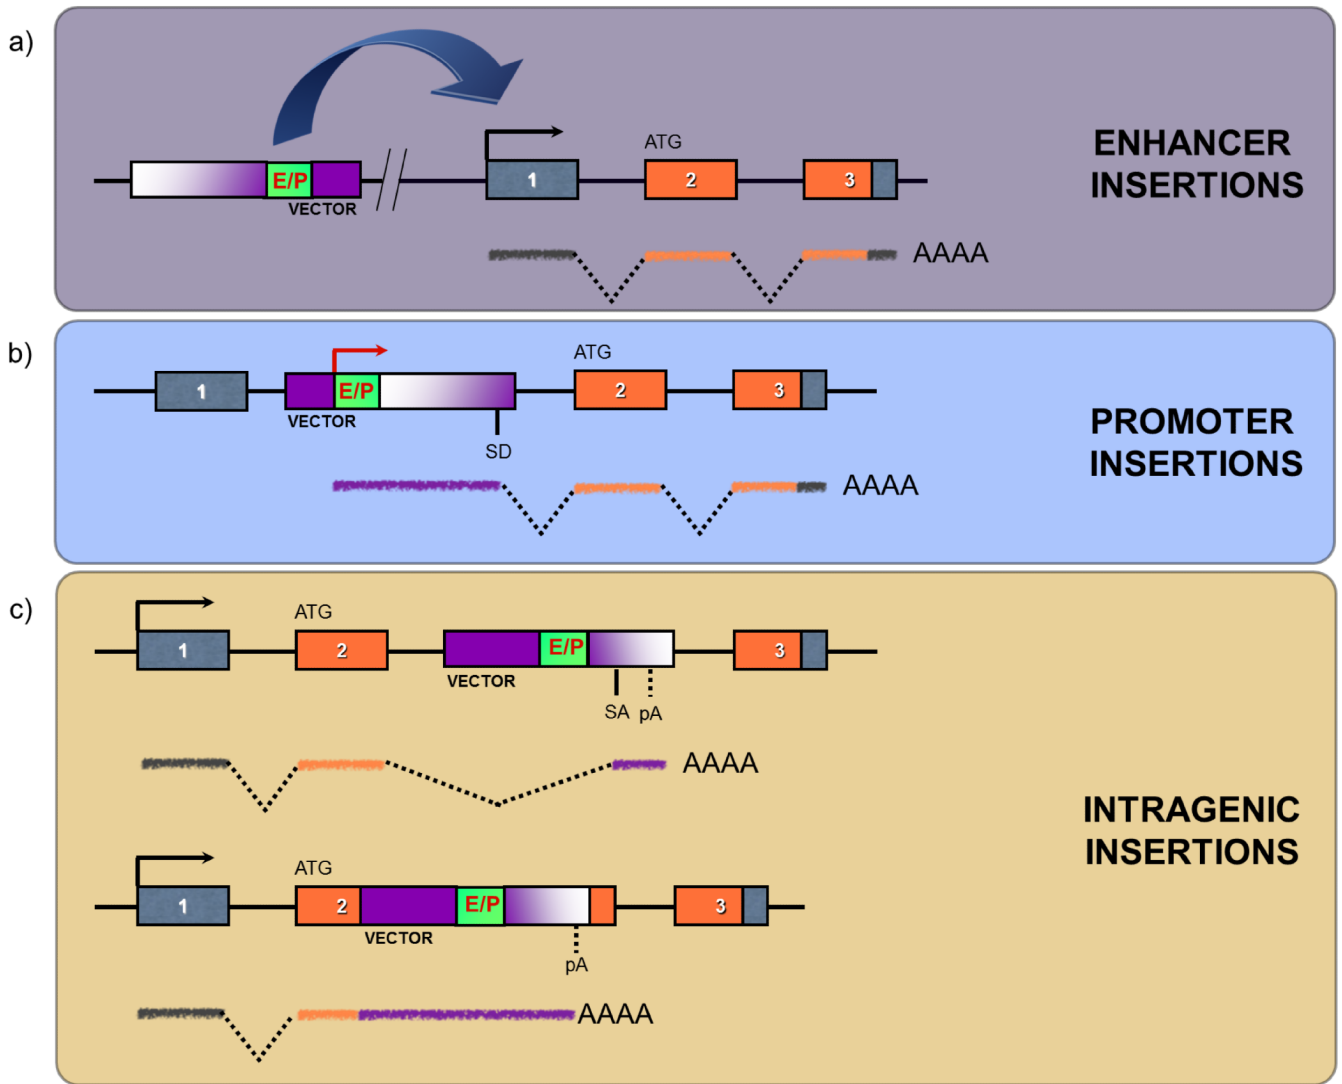 a)
ENHANCER
INSERTIONS
ATG
E/P
1
2
3
VECTOR
AAAA
b)
PROMOTER
INSERTIONS
ATG
1
E/P
2
3
VECTOR
SD
AAAA
c)
INTRAGENIC
INSERTIONS
ATG
1
2
E/P
3
VECTOR
SA
pA
AAAA
ATG
1
2
E/P
3
VECTOR
pA
AAAA